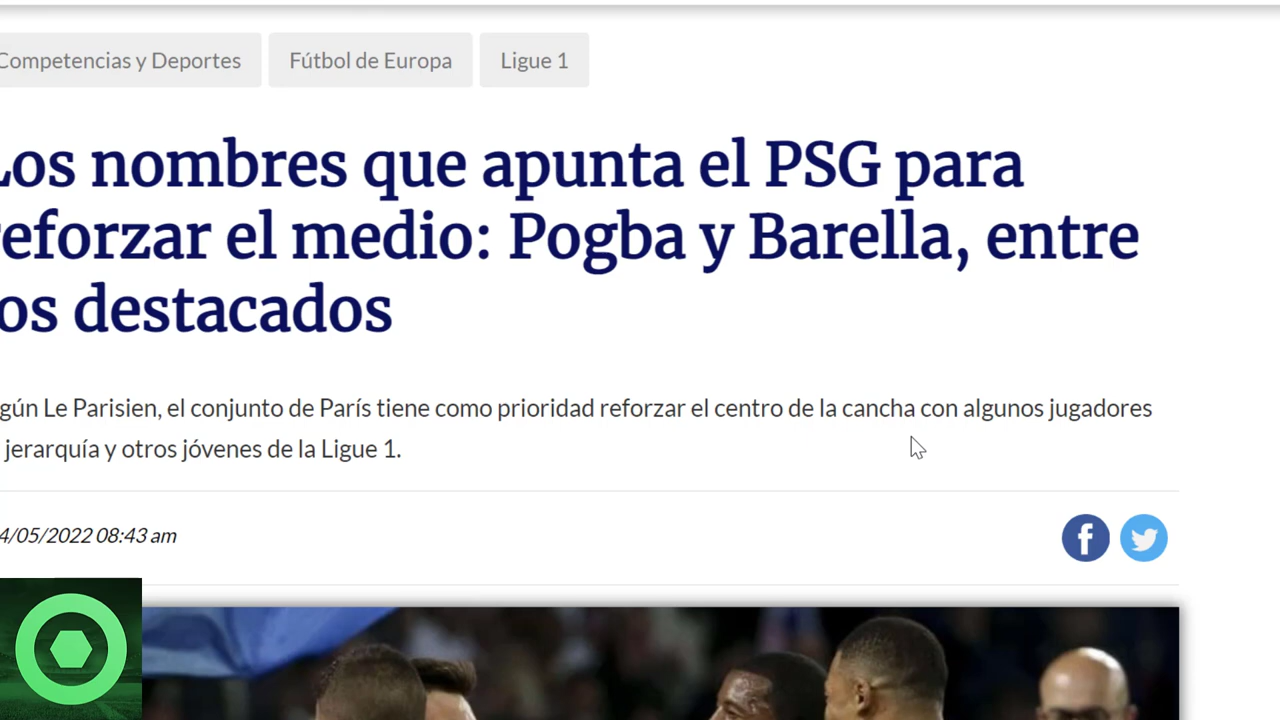 Competencias y Deportes Fútbol de Europa Ligue 1
Los nombres que apunta el PSG para
reforzar el medio: Pogba y Barella, entre
los destacados
gún Le Parisien, el conjunto de París tiene como prioridad reforzar el centro de la cancha con algunos jugadores
jerarquía y otros jóvenes de la Ligue 1.
4/05/2022 08:43 am